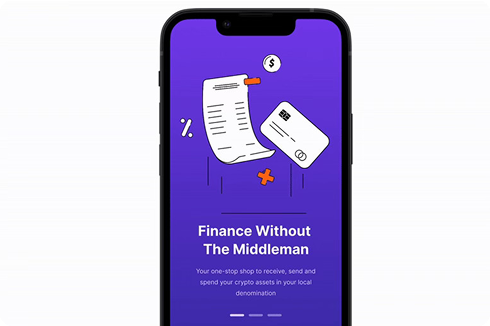 $
%
Finance Without
The Middleman
Your one-stop shop to receive, send and
spend your crypto assets in your local
denomination